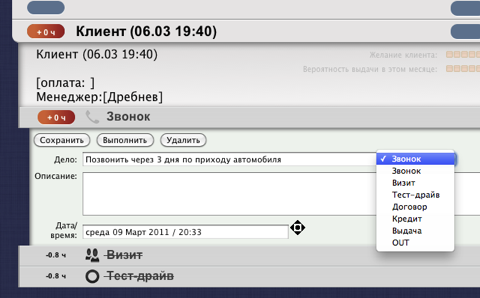 + 0 ч Клиент (06.03 19:40)
Клиент (06.03 19:40)
Желание клиента:
Вероятность выдачи в этом месяце:
[оплата: ]
Менеджер:[Дребнев]
+ 0 ч Звонок
Сохранить Выполнить Удалить
Дело: Позвонить через 3 дня по приходу автомобиля
✓ Звонок
Звонок
Визит
Тест-драйв
Договор
Кредит
Выдача
OUT
Описание:
Дата/
время: среда 09 Март 2011 / 20:33
-0.8 ч Визит
-0.8 ч Тест-драйв